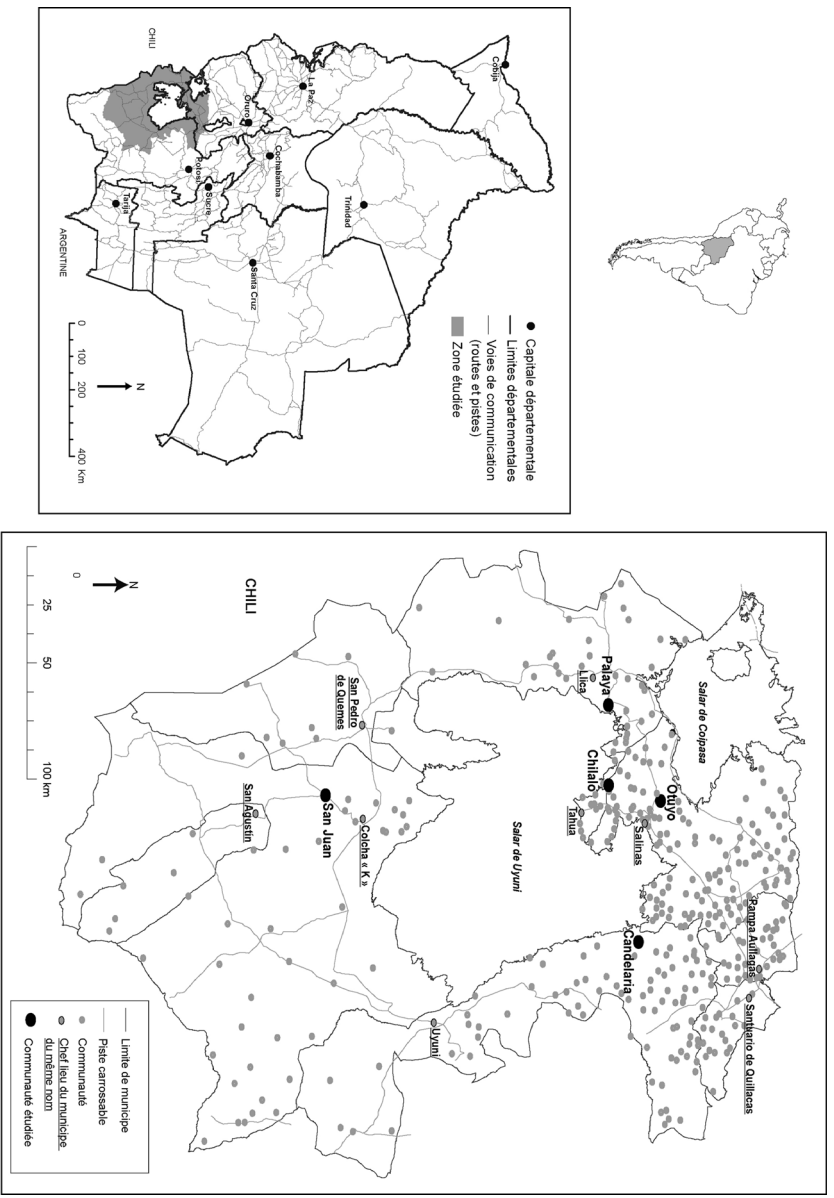 Cobija
La Paz
Trinidad
Oruro
Cochabamba
Santa Cruz
Potosi
Sucre
Tarija
CHILI
ARGENTINE
0 100 200 400 Km
N
Capitale départementale
Limites départementales
Voies de communication
(routes et pistes)
Zone étudiée
Salar de Coipasa
Pampa Aullagas
Santuario de Quillacas
Otuyo
Salinas
Llica
Palaya
Chilalo
Tahua
Candelaria
Salar de Uyuni
Uyuni
San Pedro
de Quemes
Colcha « K »
San Juan
San Agustin
CHILI
N
0 25 50 100 km
Limite de municipe
Piste carrossable
Communauté
Chef lieu du municipe
du même nom
Communauté étudiée